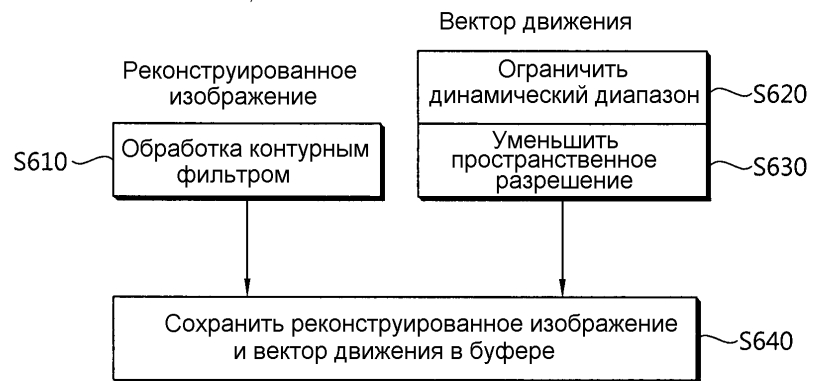 Вектор движения
Реконструированное
изображение
Ограничить
динамический диапазон
S620
S610
Обработка контурным
фильтром
Уменьшить
пространственное
разрешение
S630
Сохранить реконструированное изображение
и вектор движения в буфере
S640